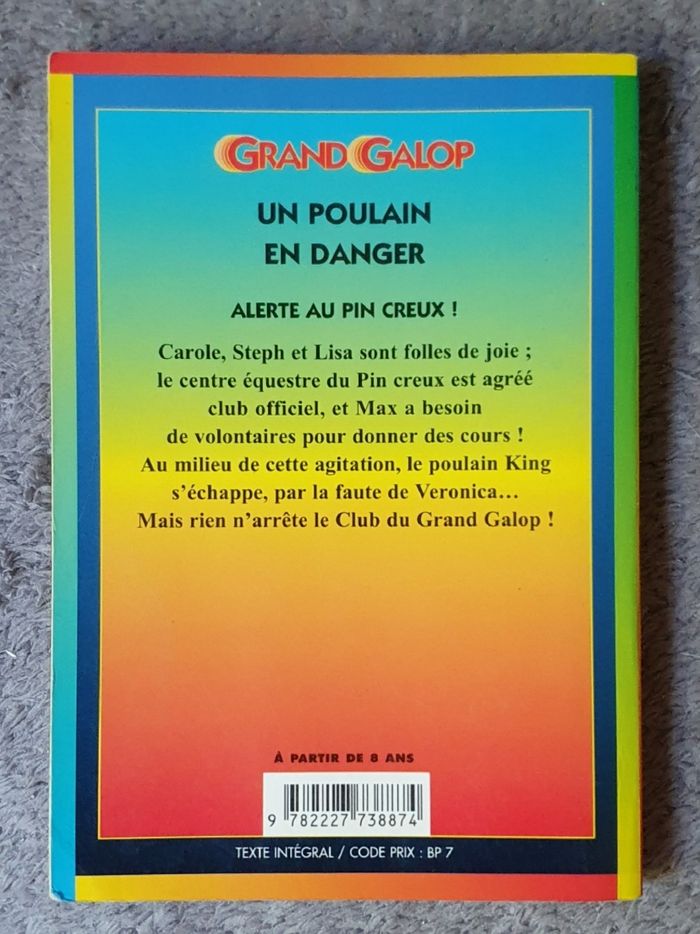 GRAND GALOP
UN POULAIN
EN DANGER
ALERTE AU PIN CREUX !
Carole, Steph et Lisa sont folles de joie ;
le centre équestre du Pin creux est agréé
club officiel, et Max a besoin
de volontaires pour donner des cours !
Au milieu de cette agitation, le poulain King
s'échappe, par la faute de Veronica...
Mais rien n'arrête le Club du Grand Galop !
À PARTIR DE 8 ANS
9 782227 738874
TEXTE INTÉGRAL / CODE PRIX : BP 7